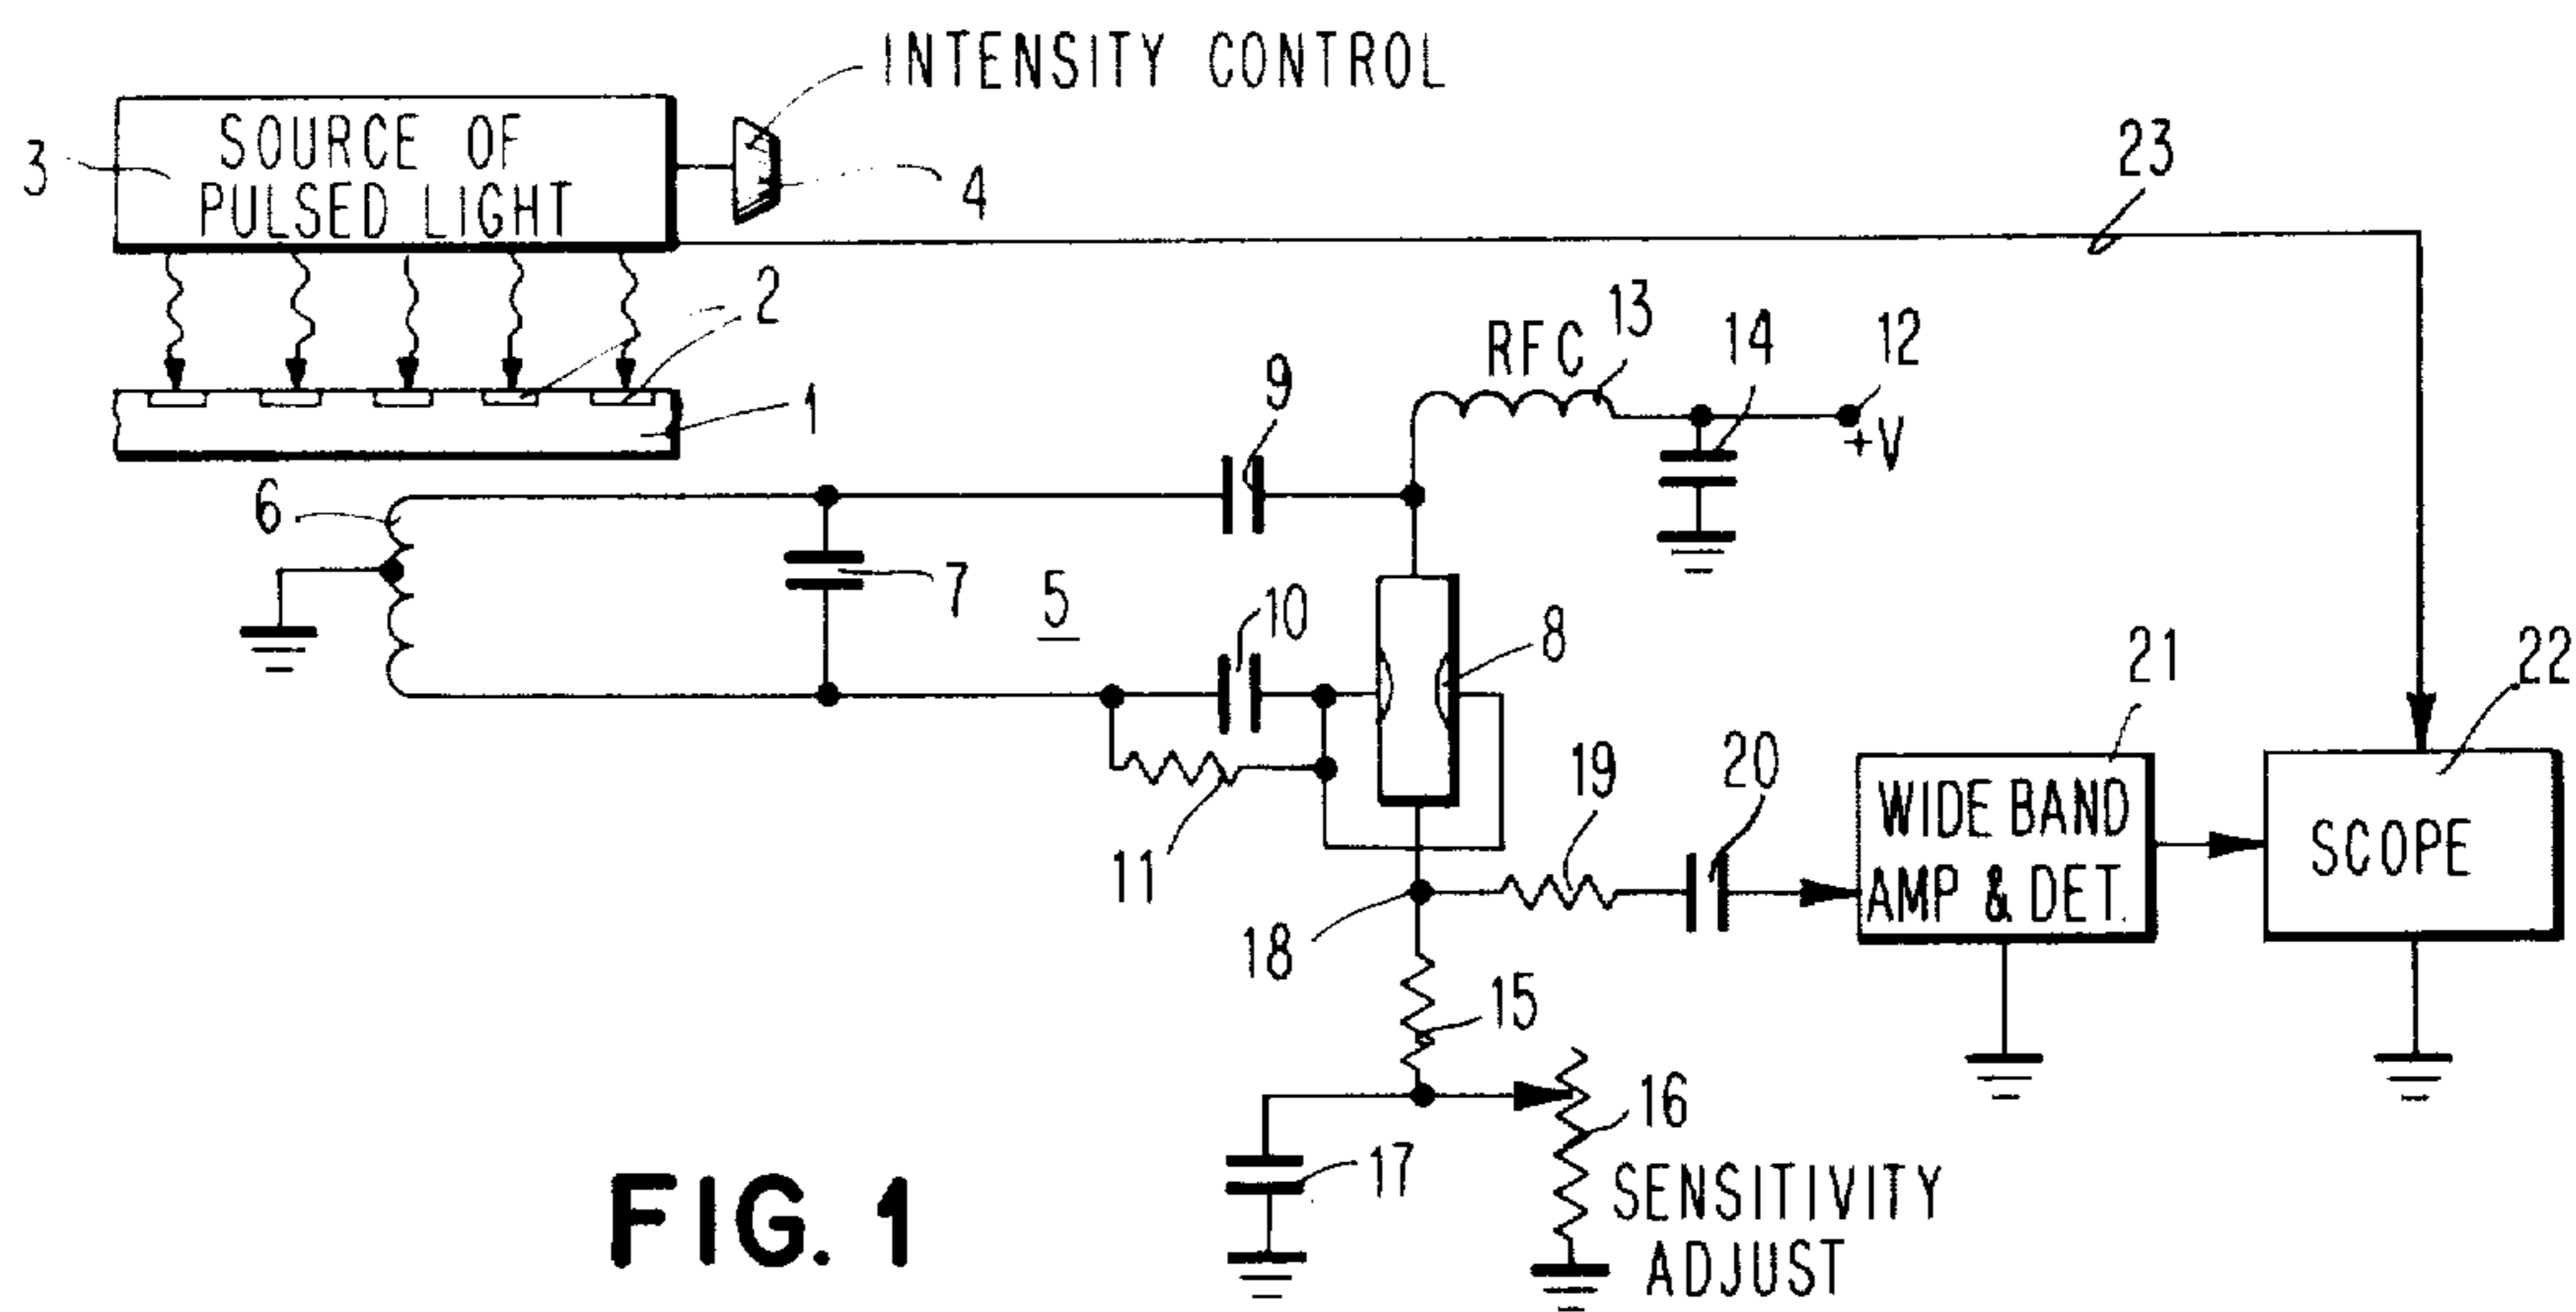 INTENSITY CONTROL
SOURCE OF
PULSED LIGHT
3
4
23
2
1
RFC
13
14
12
+V
9
6
7
5
10
8
11
19
20
21
WIDE BAND
AMP & DET.
22
SCOPE
18
15
16
17
SENSITIVITY
ADJUST
FIG. 1